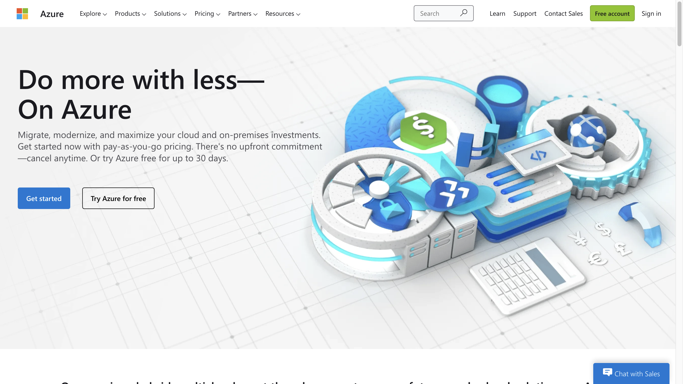 Azure
Explore
Products
Solutions
Pricing
Partners
Resources
Search
Learn
Support
Contact Sales
Free account
Sign in
Do more with less—
On Azure
Migrate, modernize, and maximize your cloud and on-premises investments.
Get started now with pay-as-you-go pricing. There's no upfront commitment
—cancel anytime. Or try Azure for free for up to 30 days.
Get started
Try Azure for free
Chat with Sales